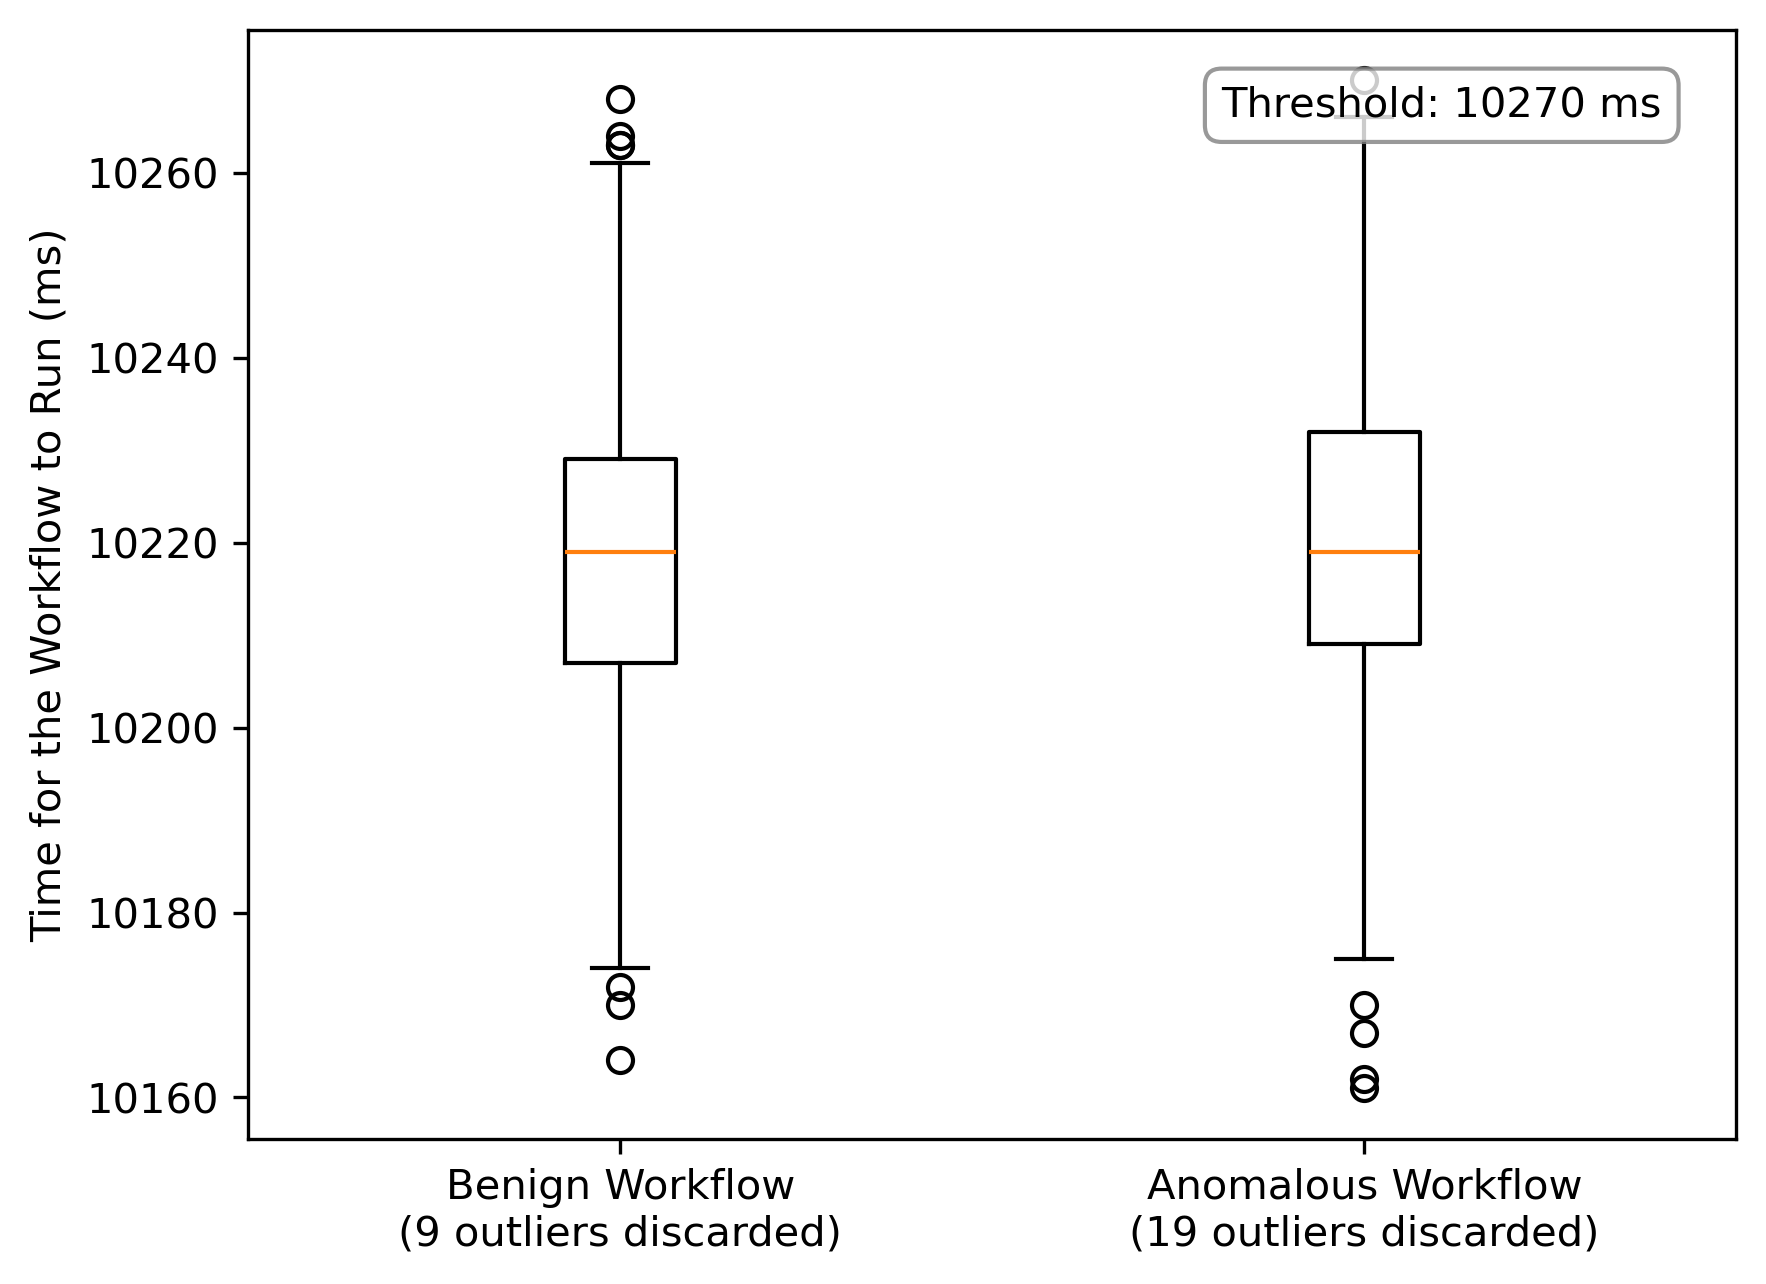 Threshold: 10270 ms
Time for the Workflow to Run (ms)
10260
10240
10220
10200
10180
10160
Benign Workflow
(9 outliers discarded)
Anomalous Workflow
(19 outliers discarded)